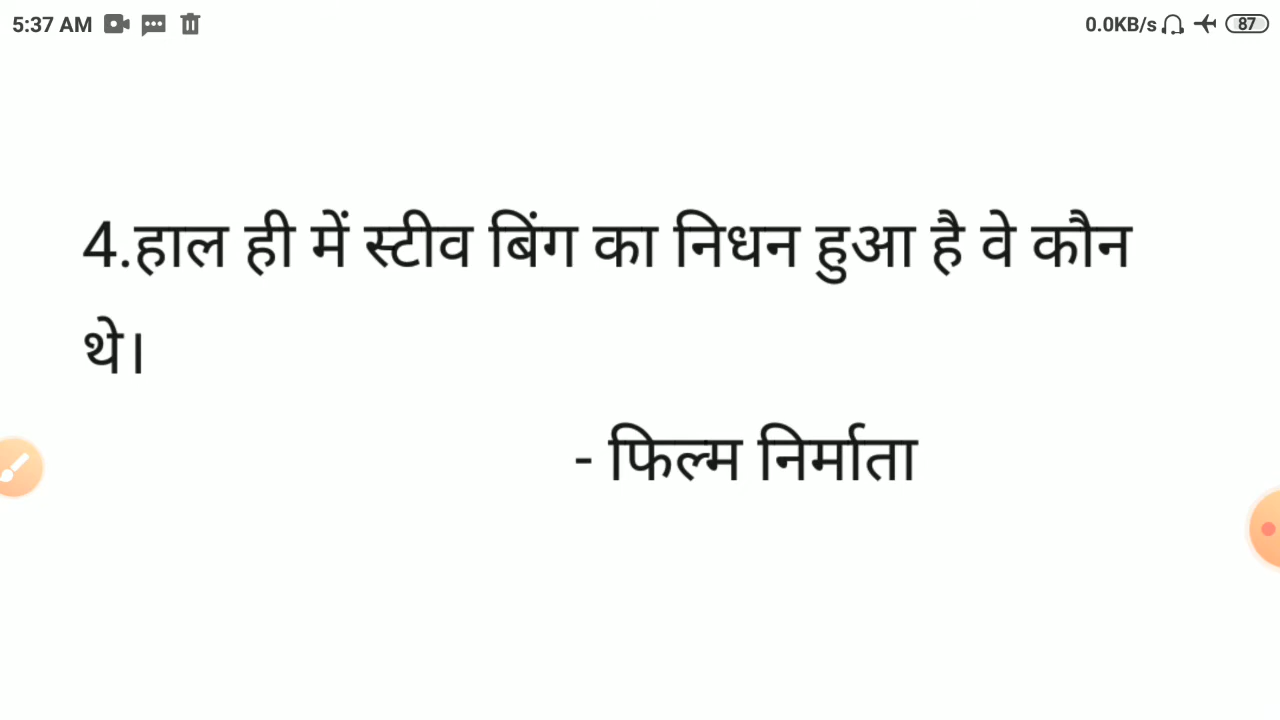 5:37 AM 0.0KB/s 87
4.हाल ही में स्टीव बिंग का निधन हुआ है वे कौन
थे।
- फिल्म निर्माता